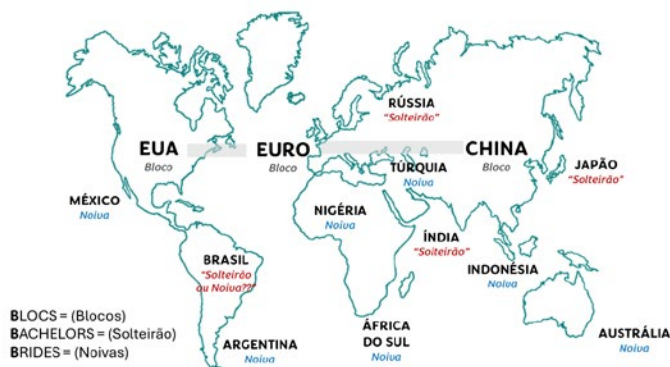 RÚSSIA
"Solteirão"
EUA
Bloco
EURO
Bloco
CHINA
Bloco
TURQUIA
Noiva
JAPÃO
"Solteirão"
MÉXICO
Noiva
NIGÉRIA
Noiva
ÍNDIA
"Solteirão"
BRASIL
"Solteirão
ou Noiva??"
INDONÉSIA
Noiva
BLOCS = (Blocos)
BACHELORS = (Solteirão)
BRIDES = (Noivas)
ARGENTINA
Noiva
ÁFRICA
DO SUL
Noiva
AUSTRÁLIA
Noiva